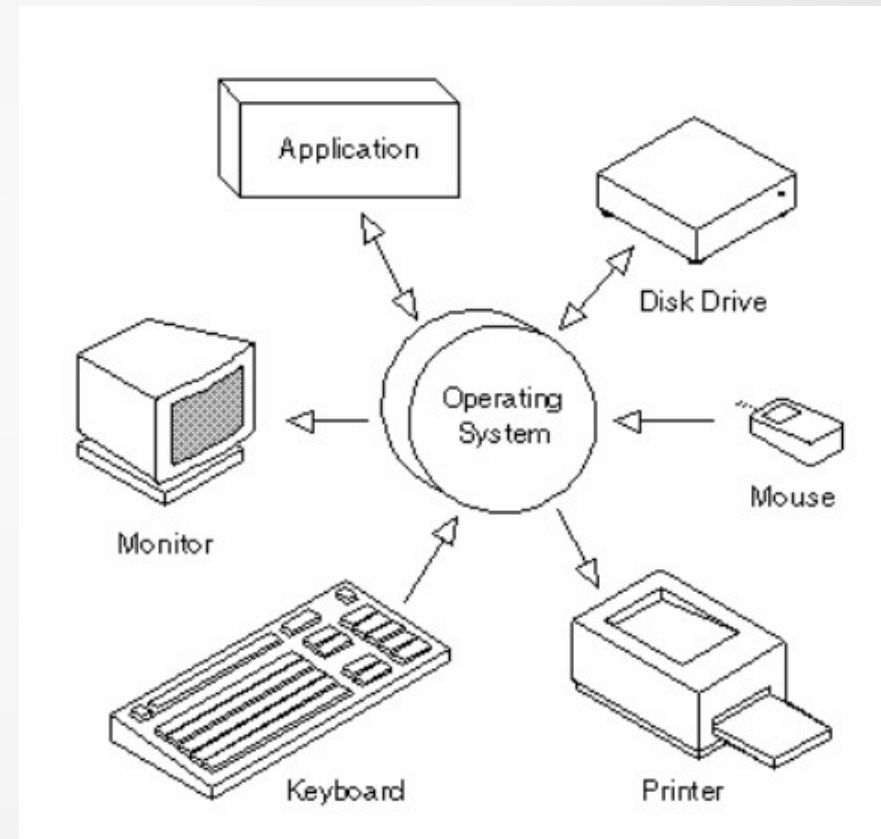 Application
Disk Drive
Operating
System
Mouse
Monitor
Keyboard
Printer